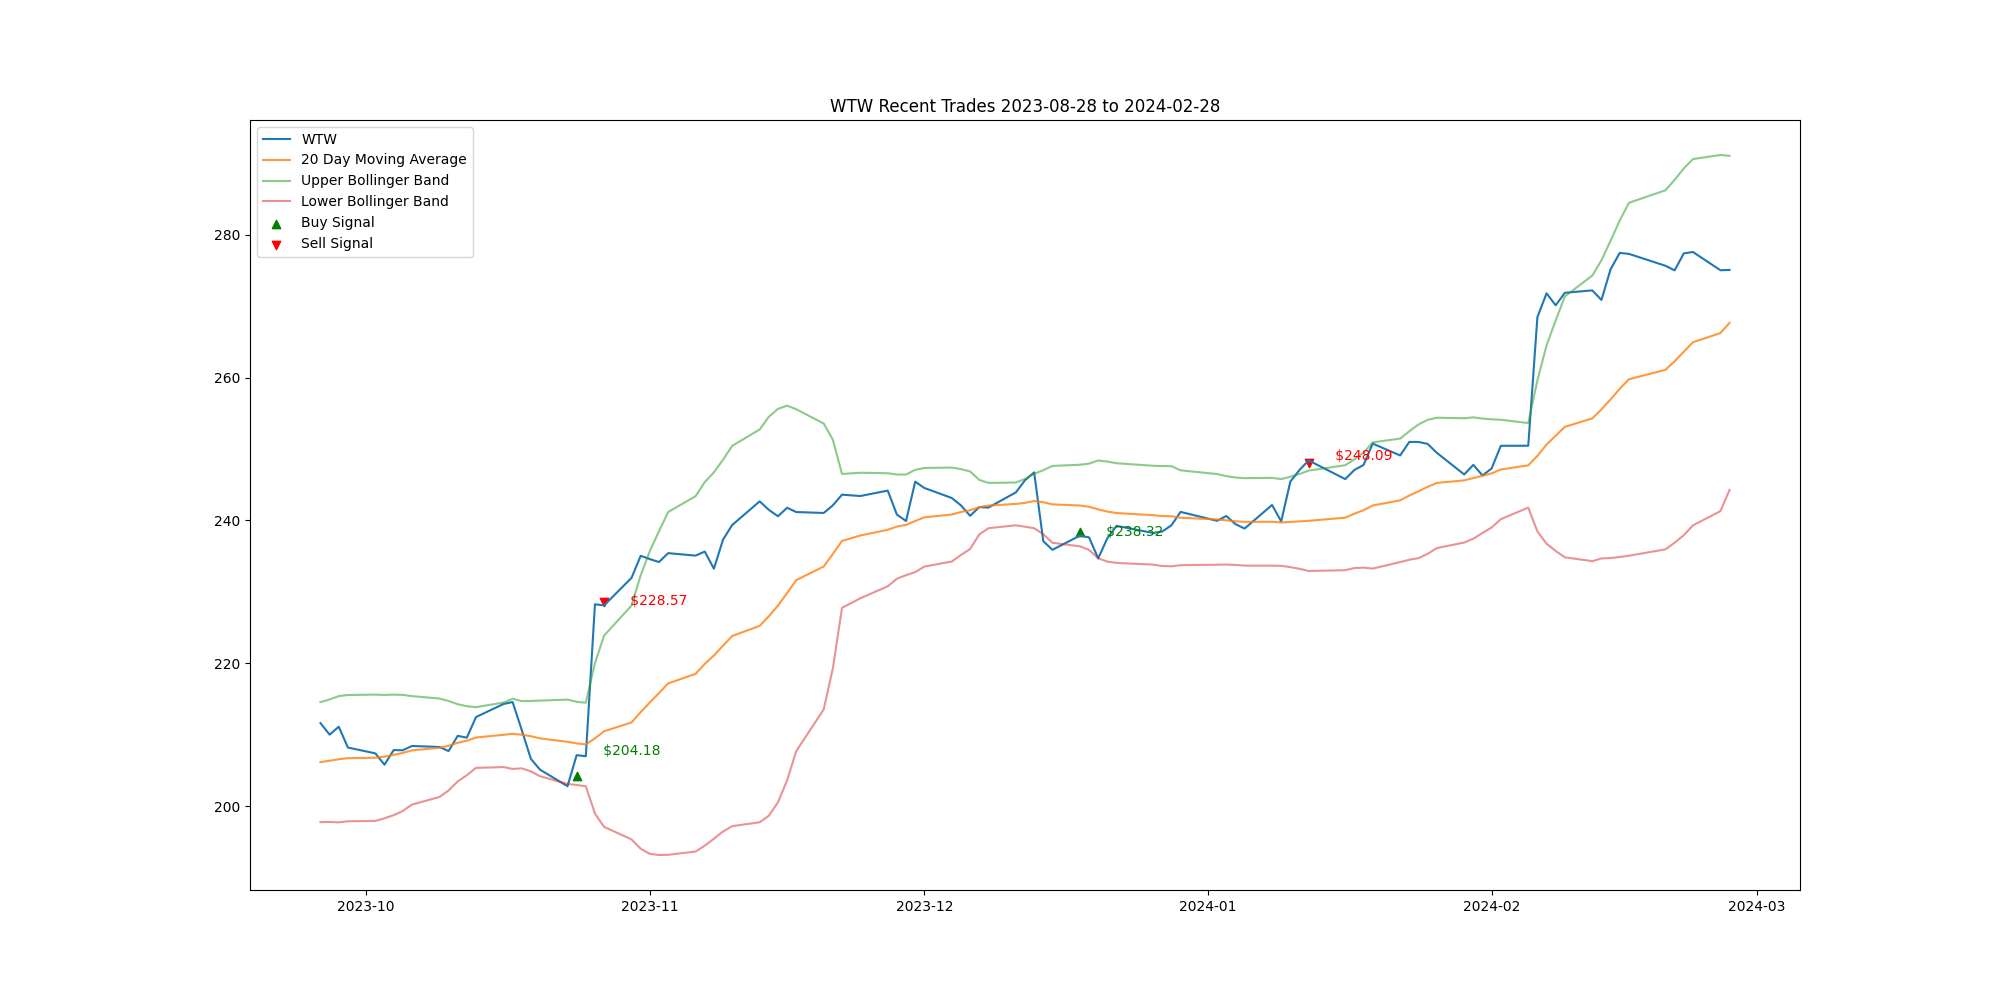 WTW Recent Trades 2023-08-28 to 2024-02-28
WTW
20 Day Moving Average
Upper Bollinger Band
Lower Bollinger Band
Buy Signal
Sell Signal
280
260
240
220
200
$248.09
$238.32
$228.57
$204.18
2023-10
2023-11
2023-12
2024-01
2024-02
2024-03